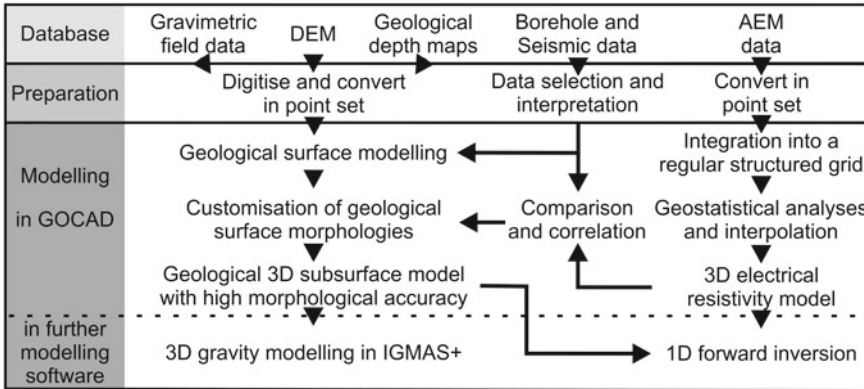 Database
Gravimetric
field data
DEM
Geological
depth maps
Borehole and
Seismic data
AEM
data
Preparation
Digitise and convert
in point set
Data selection and
interpretation
Convert in
point set
Modelling
in GOCAD
Geological surface modelling
Integration into a
regular structured grid
Customisation of geological
surface morphologies
Comparison
and correlation
Geostatistical analyses
and interpolation
Geological 3D subsurface model
with high morphological accuracy
3D electrical
resistivity model
in further
modelling
software
3D gravity modelling in IGMAS+
1D forward inversion